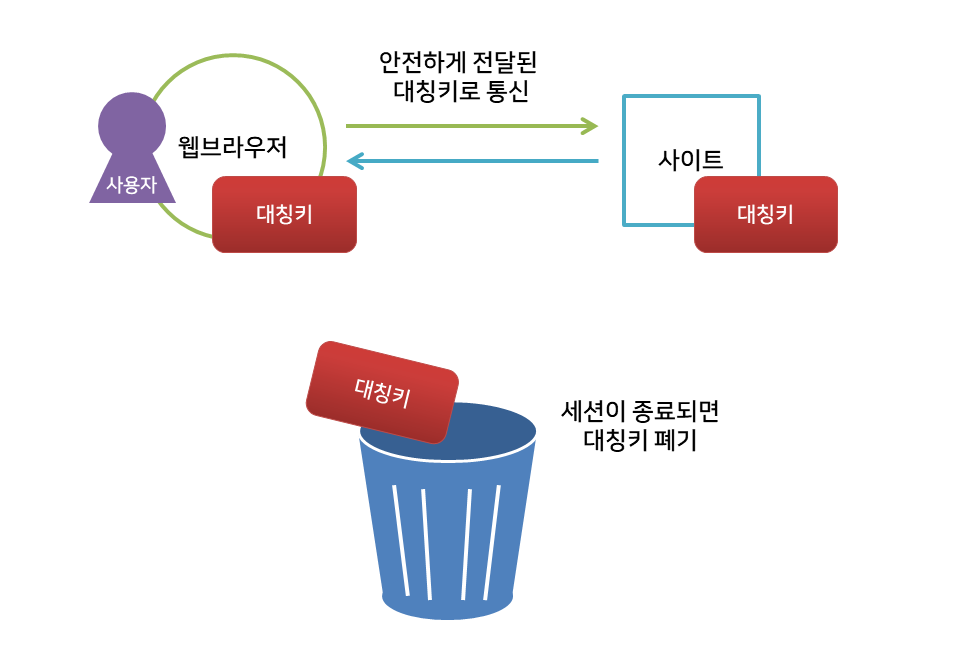 안전하게 전달된
대칭키로 통신
웹브라우저
사이트
사용자
대칭키
대칭키
대칭키
세션이 종료되면
대칭키 폐기